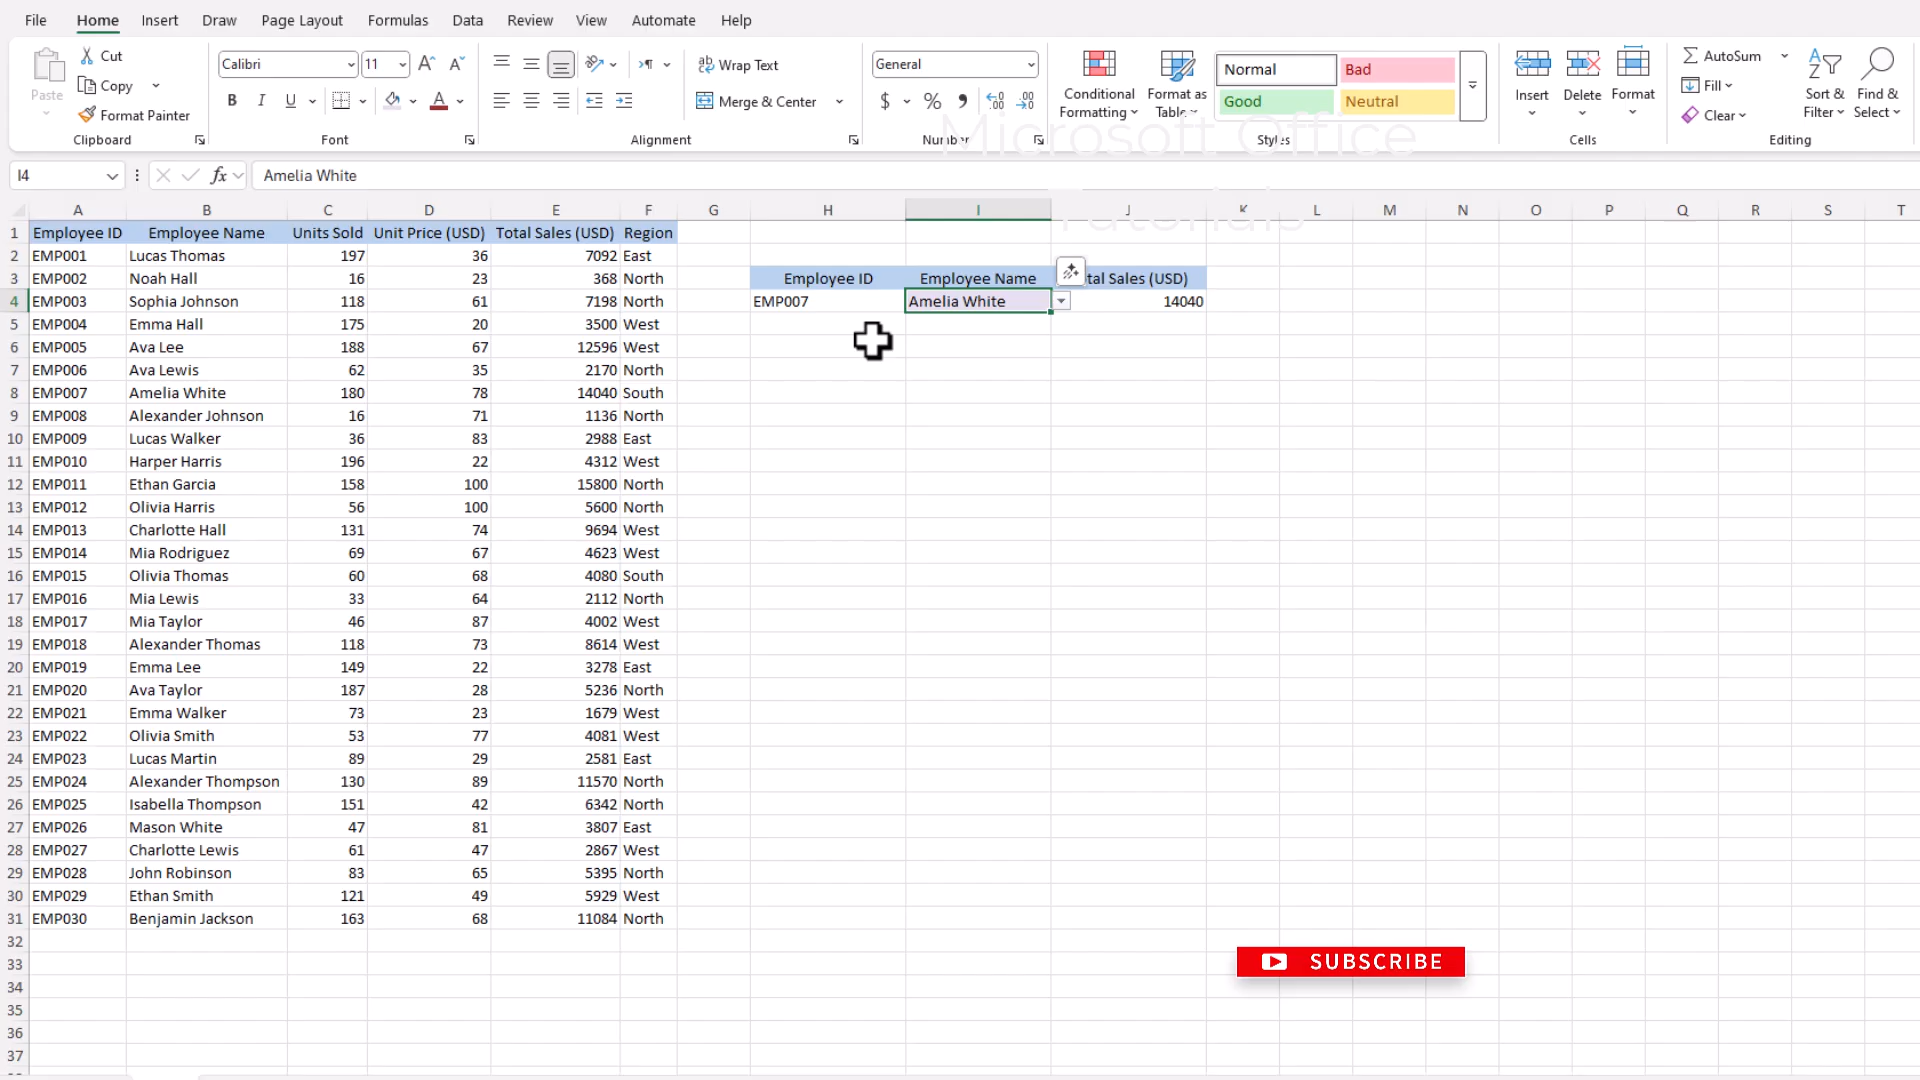 File Home Insert Draw Page Layout Formulas Data Review View Automate Help
Paste
Cut
Copy
Format Painter
Clipboard
Calibri 11
B I U
Font
Wrap Text
Merge & Center
Alignment
General
$ % ,
Number
Conditional Formatting
Format as Table
Normal Bad
Good Neutral
Styles
Insert Delete Format
Cells
AutoSum
Fill
Clear
Sort & Filter
Find & Select
Editing
Microsoft Office
Tutorials
I4 fx Amelia White
A B C D E F G H I J K L M N O P Q R S T
1 Employee ID Employee Name Units Sold Unit Price (USD) Total Sales (USD) Region
2 EMP001 Lucas Thomas 197 36 7092 East
3 EMP002 Noah Hall 16 23 368 North Employee ID Employee Name tal Sales (USD)
4 EMP003 Sophia Johnson 118 61 7198 North EMP007 Amelia White 14040
5 EMP004 Emma Hall 175 20 3500 West
6 EMP005 Ava Lee 188 67 12596 West
7 EMP006 Ava Lewis 62 35 2170 North
8 EMP007 Amelia White 180 78 14040 South
9 EMP008 Alexander Johnson 16 71 1136 North
10 EMP009 Lucas Walker 36 83 2988 East
11 EMP010 Harper Harris 196 22 4312 West
12 EMP011 Ethan Garcia 158 100 15800 North
13 EMP012 Olivia Harris 56 100 5600 North
14 EMP013 Charlotte Hall 131 74 9694 West
15 EMP014 Mia Rodriguez 69 67 4623 West
16 EMP015 Olivia Thomas 60 68 4080 South
17 EMP016 Mia Lewis 33 64 2112 North
18 EMP017 Mia Taylor 46 87 4002 West
19 EMP018 Alexander Thomas 118 73 8614 West
20 EMP019 Emma Lee 149 22 3278 East
21 EMP020 Ava Taylor 187 28 5236 North
22 EMP021 Emma Walker 73 23 1679 West
23 EMP022 Olivia Smith 53 77 4081 West
24 EMP023 Lucas Martin 89 29 2581 East
25 EMP024 Alexander Thompson 130 89 11570 North
26 EMP025 Isabella Thompson 151 42 6342 North
27 EMP026 Mason White 47 81 3807 East
28 EMP027 Charlotte Lewis 61 47 2867 West
29 EMP028 John Robinson 83 65 5395 North
30 EMP029 Ethan Smith 121 49 5929 West
31 EMP030 Benjamin Jackson 163 68 11084 North
32
33
34
35
36
37
SUBSCRIBE